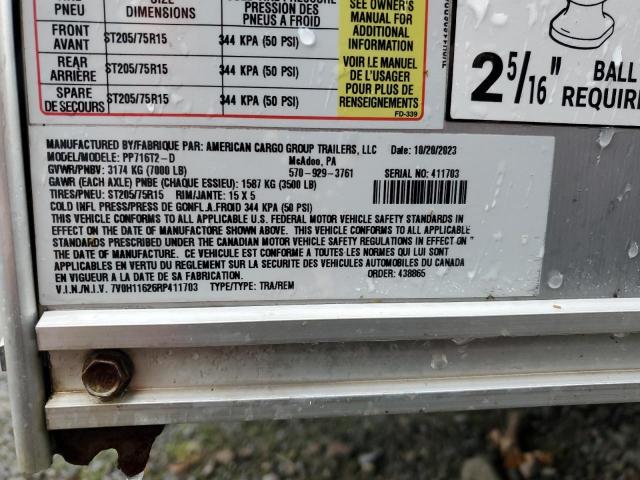 PNEU DIMENSIONS PRESSION DES PNEUS A FROID
SEE OWNER'S
MANUAL FOR
ADDITIONAL
INFORMATION
VOIR LE MANUEL
DE L'USAGER
POUR PLUS DE
RENSEIGNEMENTS
FRONT
AVANT ST205/75R15 344 KPA (50 PSI)
REAR
ARRIÈRE ST205/75R15 344 KPA (50 PSI)
SPARE
DE SECOURS ST205/75R15 344 KPA (50 PSI)
FD-339
2 5/16" BALL
REQUIRE
MANUFACTURED BY/FABRIQUE PAR: AMERICAN CARGO GROUP TRAILERS, LLC Date: 10/20/2023
MODEL/MODELE: PP716T2-D McAdoo, PA
GVWR/PNBV: 3174 KG (7000 LB) 570-929-3761 SERIAL NO: 411703
GAWR (EACH AXLE) PNBE (CHAQUE ESSIEU): 1587 KG (3500 LB)
TIRES/PNEU: ST205/75R15 RIM/JANTE: 15 X 5
COLD INFL PRESS/PRESS DE GONFL.A.FROID 344 KPA (50 PSI)
THIS VEHICLE CONFORMS TO ALL APPLICABLE U.S. FEDERAL MOTOR VEHICLE SAFETY STANDARDS IN
EFFECT ON THE DATE OF MANUFACTURE SHOWN ABOVE. THIS VEHICLE CONFORMS TO ALL APPLICABLE
STANDARDS PRESCRIBED UNDER THE CANADIAN MOTOR VEHICLE SAFETY REGULATIONS IN EFFECT ON "
THE DATE OF MANUFACTURE. CE VEHICULE EST CONFORME A TOUTES LES NORMES QUI LUI SONT
APPLICABLES EN VERTU DU REGLEMENT SUR LA SECURITE DES VEHICULES AUTOMOBILES DU CANADA
EN VIGUEUR A LA DATE DE SA FABRICATION. ORDER: 438865
V.I.N./N.I.V. 7V0H11626RP411703 TYPE/TYPE: TRA/REM